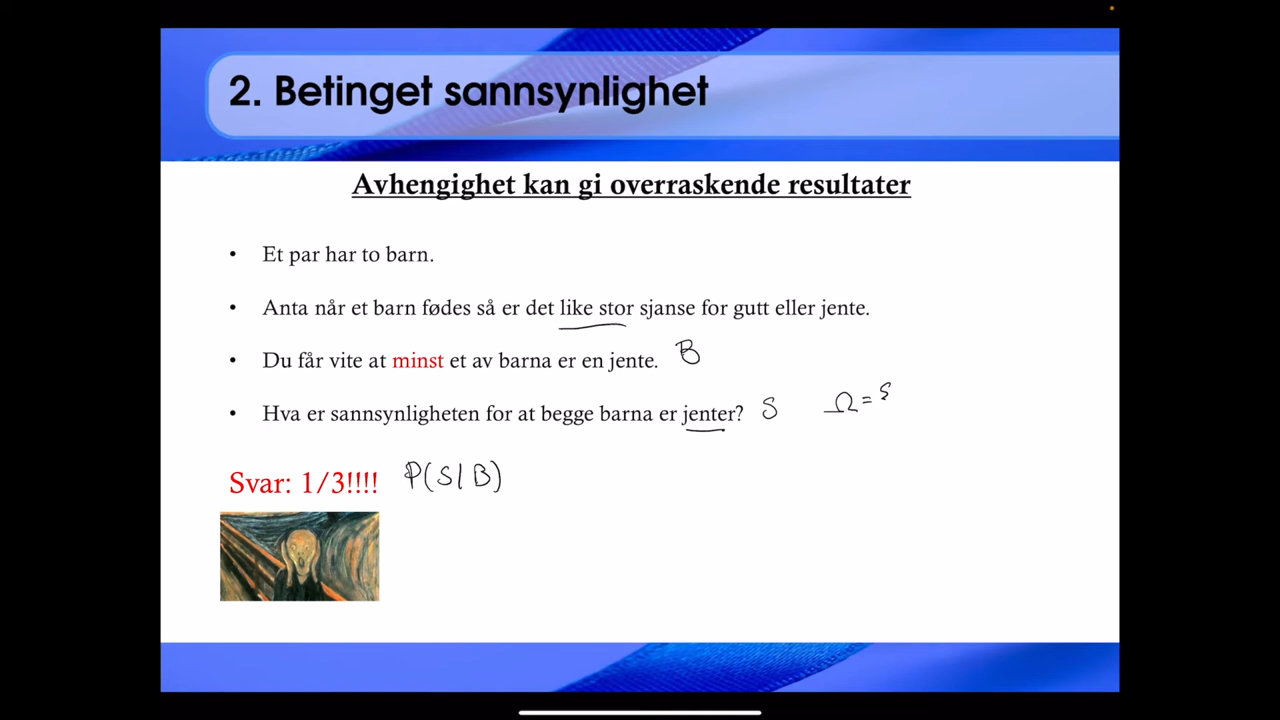 2. Betinget sannsynlighet
Avhengighet kan gi overraskende resultater
• Et par har to barn.
• Anta når et barn fødes så er det like stor sjanse for gutt eller jente.
• Du får vite at minst et av barna er en jente. B
• Hva er sannsynligheten for at begge barna er jenter? S Ω =
Svar: 1/3!!!! P(S|B)